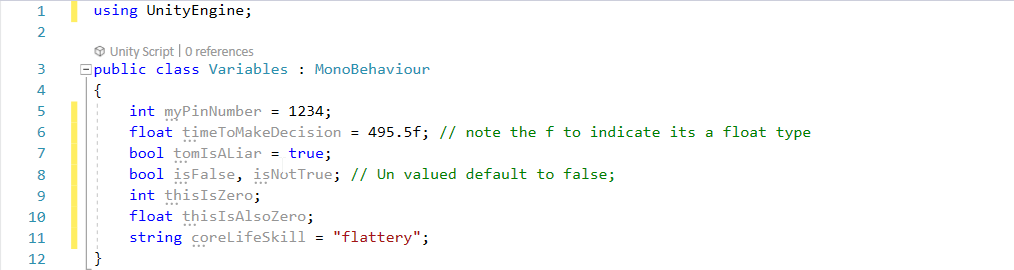 1 using UnityEngine;
2
Unity Script | 0 references
3 public class Variables : MonoBehaviour
4 {
5 int myPinNumber = 1234;
6 float timeToMakeDecision = 495.5f; // note the f to indicate its a float type
7 bool tomIsALiar = true;
8 bool isFalse, isNotTrue; // Un valued default to false;
9 int thisIsZero;
10 float thisIsAlsoZero;
11 string coreLifeSkill = "flattery";
12 }